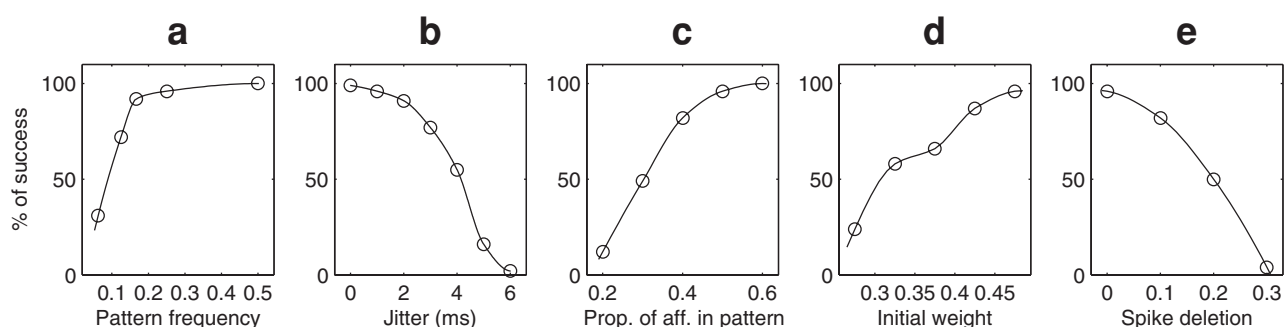 a b c d e
% of success
100 100 100 100 100
50 50 50 50 50
0 0 0 0 0
0.1 0.2 0.3 0.4 0.5 0 2 4 6 0.2 0.4 0.6 0.3 0.35 0.4 0.45 0 0.1 0.2 0.3
Pattern frequency Jitter (ms) Prop. of aff. in pattern Initial weight Spike deletion